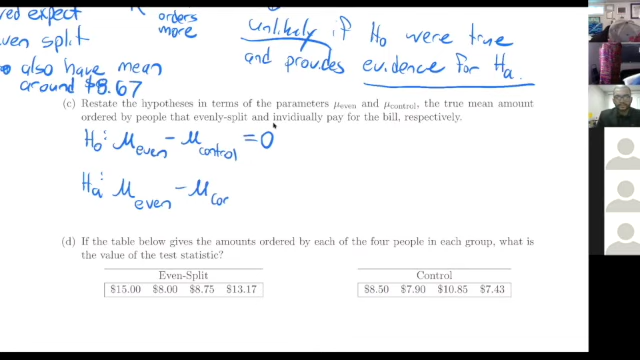 expect
even split
also have mean
around $8.67
orders
more
unlikely if H0 were true
and provides evidence for Ha
(c) Restate the hypotheses in terms of the parameters μeven and μcontrol, the true mean amount
ordered by people that evenly-split and invidiually pay for the bill, respectively.
H0: μeven − μcontrol = 0
Ha: μeven − μcor
(d) If the table below gives the amounts ordered by each of the four people in each group, what is
the value of the test statistic?
Even-Split
$15.00 $8.00 $8.75 $13.17
Control
$8.50 $7.90 $10.85 $7.43